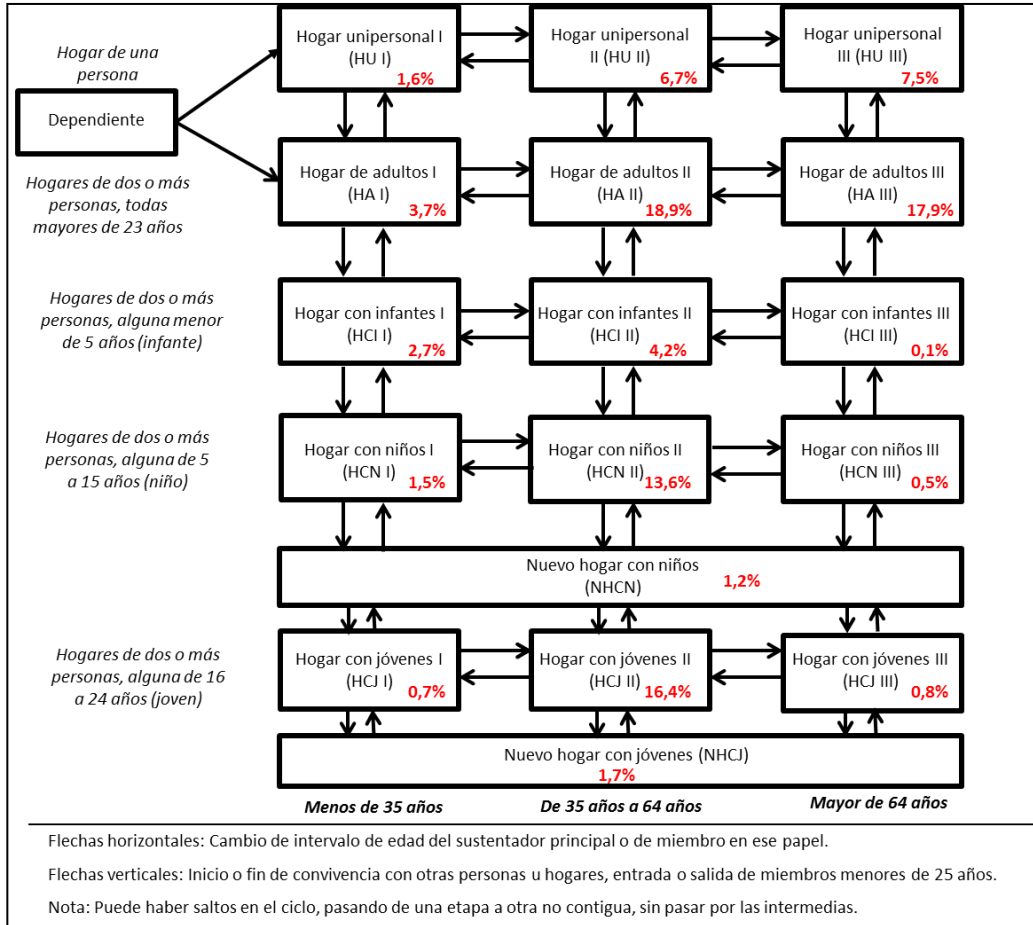 Hogar de una
persona
Dependiente
Hogar unipersonal I
(HU I)
1,6%
Hogar unipersonal
II (HU II)
6,7%
Hogar unipersonal
III (HU III)
7,5%
Hogares de dos o más
personas, todas
mayores de 23 años
Hogar de adultos I
(HA I)
3,7%
Hogar de adultos II
(HA II)
18,9%
Hogar de adultos III
(HA III)
17,9%
Hogares de dos o más
personas, alguna menor
de 5 años (infante)
Hogar con infantes I
(HCI I)
2,7%
Hogar con infantes II
(HCI II)
4,2%
Hogar con infantes III
(HCI III)
0,1%
Hogares de dos o más
personas, alguna de 5
a 15 años (niño)
Hogar con niños I
(HCN I)
1,5%
Hogar con niños II
(HCN II)
13,6%
Hogar con niños III
(HCN III)
0,5%
Nuevo hogar con niños
(NHCN)
1,2%
Hogares de dos o más
personas, alguna de 16
a 24 años (joven)
Hogar con jóvenes I
(HCJ I)
0,7%
Hogar con jóvenes II
(HCJ II)
16,4%
Hogar con jóvenes III
(HCJ III)
0,8%
Nuevo hogar con jóvenes (NHCJ)
1,7%
Menos de 35 años
De 35 años a 64 años
Mayor de 64 años
Flechas horizontales: Cambio de intervalo de edad del sustentador principal o de miembro en ese papel.
Flechas verticales: Inicio o fin de convivencia con otras personas u hogares, entrada o salida de miembros menores de 25 años.
Nota: Puede haber saltos en el ciclo, pasando de una etapa a otra no contigua, sin pasar por las intermedias.